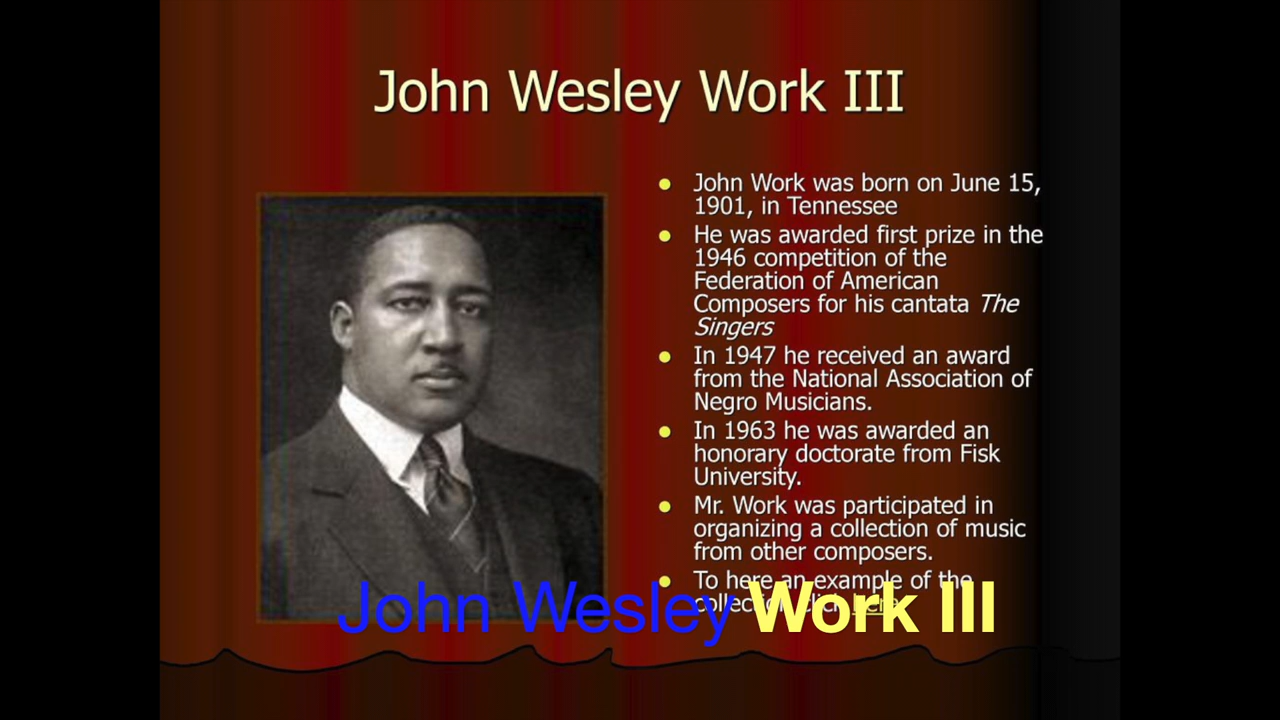 John Wesley Work III
John Work was born on June 15,
1901, in Tennessee
He was awarded first prize in the
1946 competition of the
Federation of American
Composers for his cantata The
Singers
In 1947 he received an award
from the National Association of
Negro Musicians.
In 1963 he was awarded an
honorary doctorate from Fisk
University.
Mr. Work was participated in
organizing a collection of music
from other composers.
To here an example of the
collection click here
John Wesley Work III